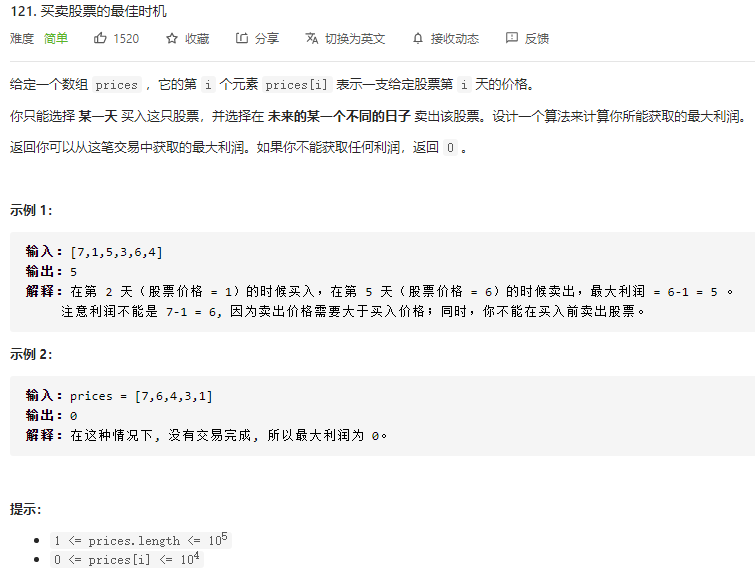 121. 买卖股票的最佳时机
难度 简单 1520 收藏 分享 切换为英文 接收动态 反馈
给定一个数组 prices ，它的第 i 个元素 prices[i] 表示一支给定股票第 i 天的价格。
你只能选择 某一天 买入这只股票，并选择在 未来的某一个不同的日子 卖出该股票。设计一个算法来计算你所能获取的最大利润。
返回你可以从这笔交易中获取的最大利润。如果你不能获取任何利润，返回 0 。
示例 1：
输入：[7,1,5,3,6,4]
输出：5
解释：在第 2 天（股票价格 = 1）的时候买入，在第 5 天（股票价格 = 6）的时候卖出，最大利润 = 6-1 = 5 。
注意利润不能是 7-1 = 6, 因为卖出价格需要大于买入价格；同时，你不能在买入前卖出股票。
示例 2：
输入：prices = [7,6,4,3,1]
输出：0
解释：在这种情况下, 没有交易完成, 所以最大利润为 0。
提示：
1 <= prices.length <= 10⁵
0 <= prices[i] <= 10⁴